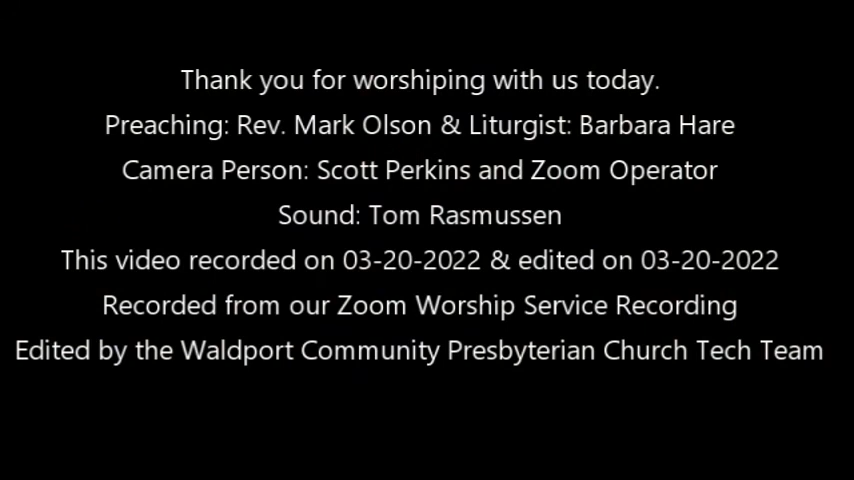 Thank you for worshiping with us today.
Preaching: Rev. Mark Olson & Liturgist: Barbara Hare
Camera Person: Scott Perkins and Zoom Operator
Sound: Tom Rasmussen
This video recorded on 03-20-2022 & edited on 03-20-2022
Recorded from our Zoom Worship Service Recording
Edited by the Waldport Community Presbyterian Church Tech Team